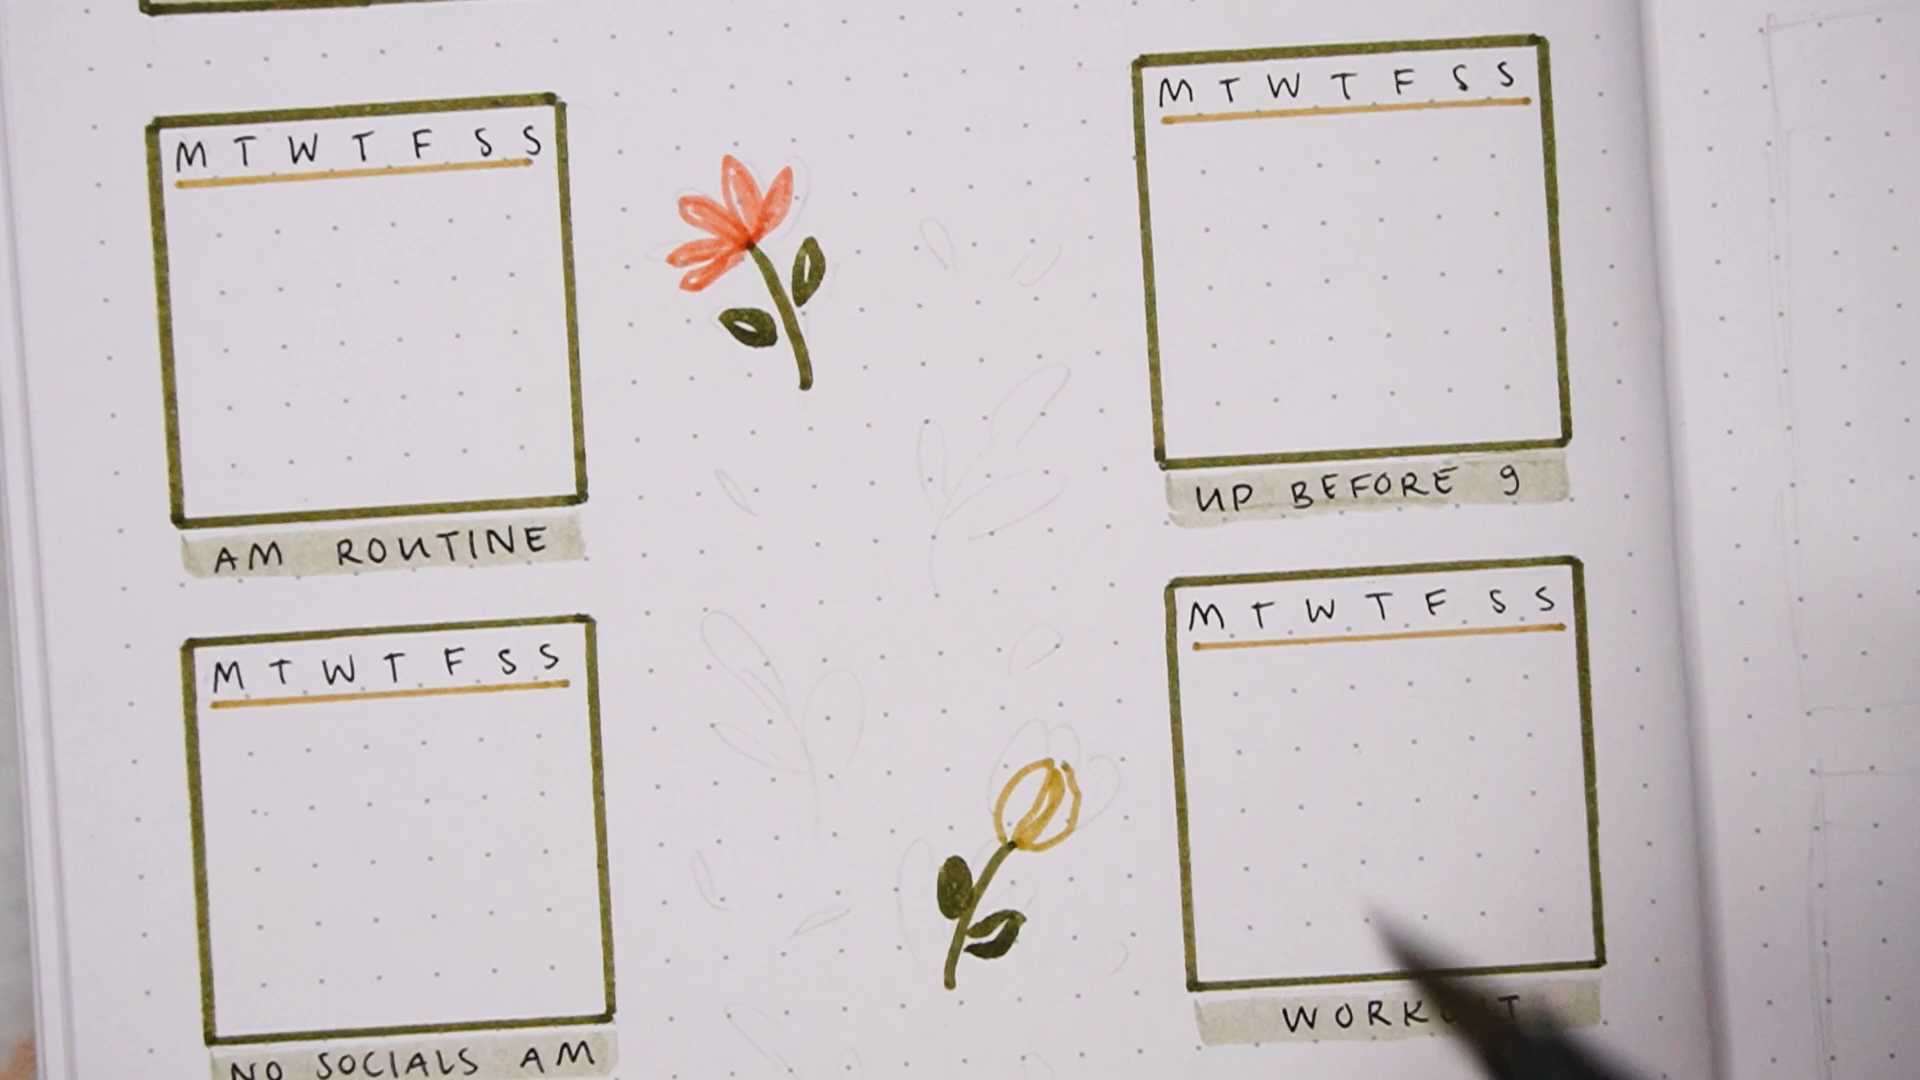 M T W T F S S
AM ROUTINE
M T W T F S S
NO SOCIALS AM
M T W T F S S
UP BEFORE 9
M T W T F S S